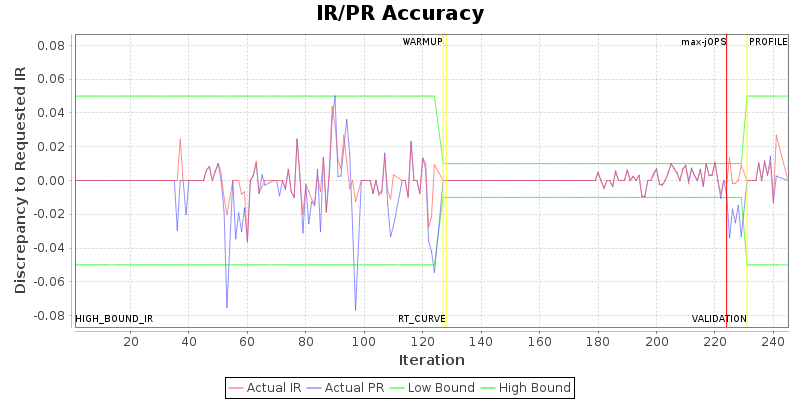 IR/PR Accuracy
Discrepancy to Requested IR
0.08
0.06
0.04
0.02
0.00
-0.02
-0.04
-0.06
-0.08
WARMUP
max-jOPS
PROFILE
HIGH_BOUND_IR
RT_CURVE
VALIDATION
20 40 60 80 100 120 140 160 180 200 220 240
Iteration
Actual IR Actual PR Low Bound High Bound